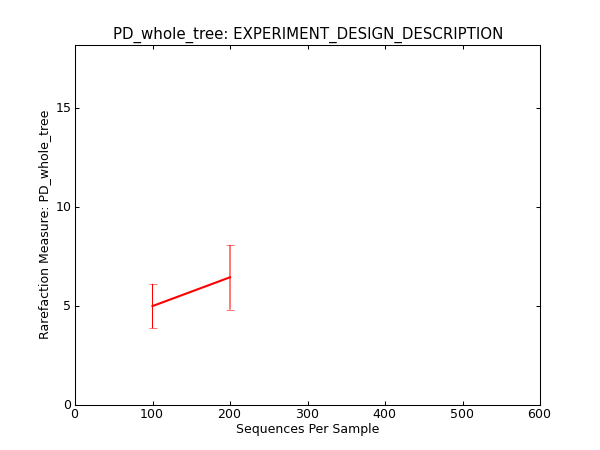 PD_whole_tree: EXPERIMENT_DESIGN_DESCRIPTION
Rarefaction Measure: PD_whole_tree
15
10
5
0
0 100 200 300 400 500 600
Sequences Per Sample